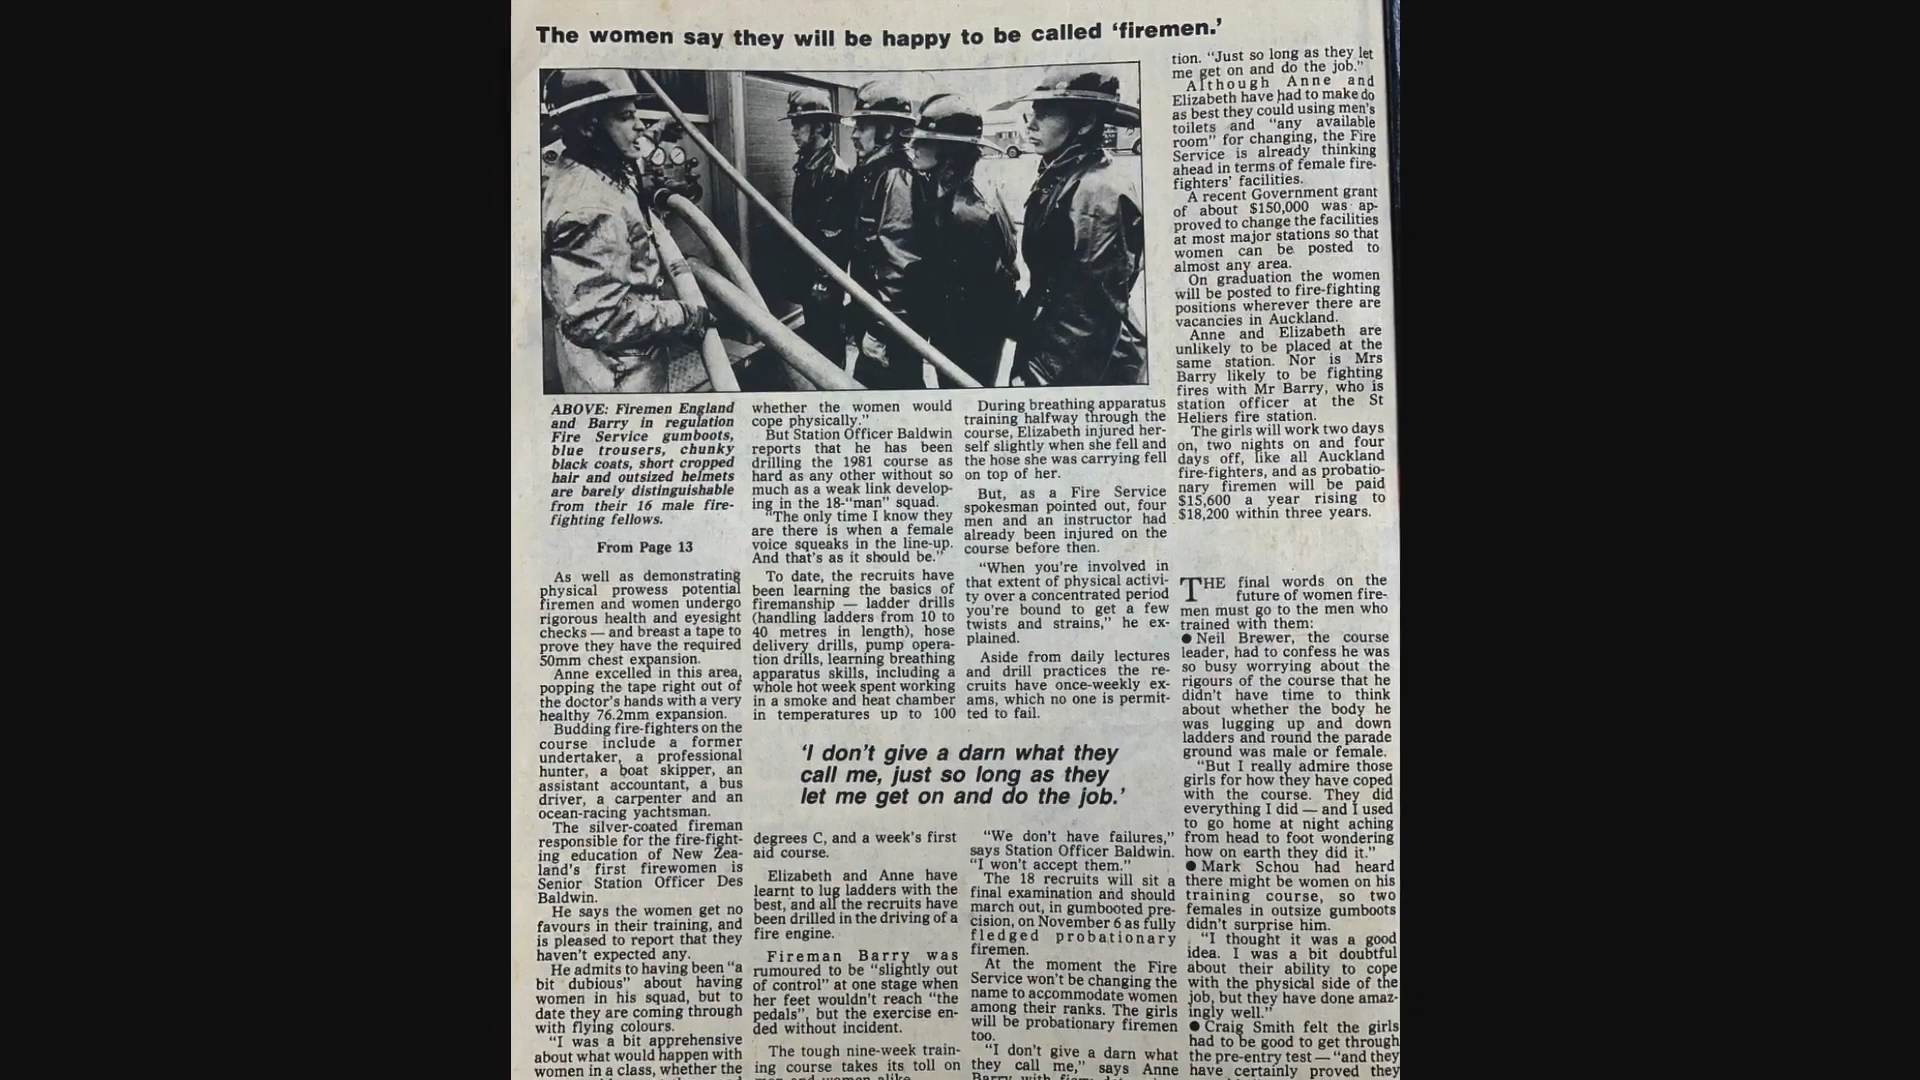 The women say they will be happy to be called 'firemen.'
ABOVE: Firemen England
and Barry in regulation
Fire Service gumboots,
blue trousers, chunky
black coats, short cropped
hair and outsized helmets
are barely distinguishable
from their 16 male fire-
fighting fellows.
From Page 13
As well as demonstrating
physical prowess potential
firemen and women undergo
rigorous health and eyesight
checks — and breast a tape to
prove they have the required
50mm chest expansion.
Anne excelled in this area,
popping the tape right out of
the doctor's hands with a very
healthy 76.2mm expansion.
Budding fire-fighters on the
course include a former
undertaker, a professional
hunter, a boat skipper, an
assistant accountant, a bus
driver, a carpenter and an
ocean-racing yachtsman.
The silver-coated fireman
responsible for the fire-fight-
ing education of New Zea-
land's first firewomen is
Senior Station Officer Des
Baldwin.
He says the women get no
favours in their training, and
is pleased to report that they
haven't expected any.
He admits to having been "a
bit dubious" about having
women in his squad, but to
date they are coming through
with flying colours.
"I was a bit apprehensive
about what would happen with
women in a class, whether the
whether the women would
cope physically."
But Station Officer Baldwin
reports that he has been
drilling the 1981 course as
hard as any other without so
much as a weak link develop-
ing in the 18-"man" squad.
"The only time I know they
are there is when a female
voice squeaks in the line-up.
And that's as it should be."
To date, the recruits have
been learning the basics of
firemanship — ladder drills
(handling ladders from 10 to
40 metres in length), hose
delivery drills, pump opera-
tion drills, learning breathing
apparatus skills, including a
whole hot week spent working
in a smoke and heat chamber
in temperatures up to 100
During breathing apparatus
training halfway through the
course, Elizabeth injured her-
self slightly when she fell and
the hose she was carrying fell
on top of her.
But, as a Fire Service
spokesman pointed out, four
men and an instructor had
already been injured on the
course before then.
"When you're involved in
that extent of physical activi-
ty over a concentrated period
you're bound to get a few
twists and strains," he ex-
plained.
Aside from daily lectures
and drill practices the re-
cruits have once-weekly ex-
ams, which no one is permit-
ted to fail.
'I don't give a darn what they
call me, just so long as they
let me get on and do the job.'
degrees C, and a week's first
aid course.
Elizabeth and Anne have
learnt to lug ladders with the
best, and all the recruits have
been drilled in the driving of a
fire engine.
Fireman Barry was
rumoured to be "slightly out
of control" at one stage when
her feet wouldn't reach "the
pedals", but the exercise en-
ded without incident.
The tough nine-week train-
ing course takes its toll on
men and women alike.
"We don't have failures,"
says Station Officer Baldwin.
"I won't accept them."
The 18 recruits will sit a
final examination and should
march out, in gumbooted pre-
cision, on November 6 as fully
fledged probationary
firemen.
At the moment the Fire
Service won't be changing the
name to accommodate women
among their ranks. The girls
will be probationary firemen
too.
"I don't give a darn what
they call me," says Anne
Barry with
tion. "Just so long as they let
me get on and do the job."
Although Anne and
Elizabeth have had to make do
as best they could using men's
toilets and "any available
room" for changing, the Fire
Service is already thinking
ahead in terms of female fire-
fighters' facilities.
A recent Government grant
of about $150,000 was ap-
proved to change the facilities
at most major stations so that
women can be posted to
almost any area.
On graduation the women
will be posted to fire-fighting
positions wherever there are
vacancies in Auckland.
Anne and Elizabeth are
unlikely to be placed at the
same station. Nor is Mrs
Barry likely to be fighting
fires with Mr Barry, who is
station officer at the St
Heliers fire station.
The girls will work two days
on, two nights on and four
days off, like all Auckland
fire-fighters, and as probatio-
nary firemen will be paid
$15,600 a year rising to
$18,200 within three years.
THE final words on the
future of women fire-
men must go to the men who
trained with them:
● Neil Brewer, the course
leader, had to confess he was
so busy worrying about the
rigours of the course that he
didn't have time to think
about whether the body he
was lugging up and down
ladders and round the parade
ground was male or female.
"But I really admire those
girls for how they have coped
with the course. They did
everything I did — and I used
to go home at night aching
from head to foot wondering
how on earth they did it."
● Mark Schou had heard
there might be women on his
training course, so two
females in outsize gumboots
didn't surprise him.
"I thought it was a good
idea. I was a bit doubtful
about their ability to cope
with the physical side of the
job, but they have done amaz-
ingly well."
● Craig Smith felt the girls
had to be good to get through
the pre-entry test — "and they
have certainly proved they